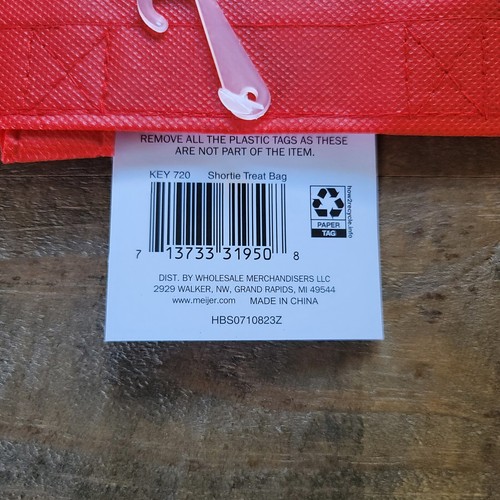 REMOVE ALL THE PLASTIC TAGS AS THESE
ARE NOT PART OF THE ITEM.
KEY 720 Shortie Treat Bag
7 13733 31950 8
how2recycle.info
PAPER
TAG
DIST. BY WHOLESALE MERCHANDISERS LLC
2929 WALKER, NW, GRAND RAPIDS, MI 49544
www.meijer.com MADE IN CHINA
HBS0710823Z